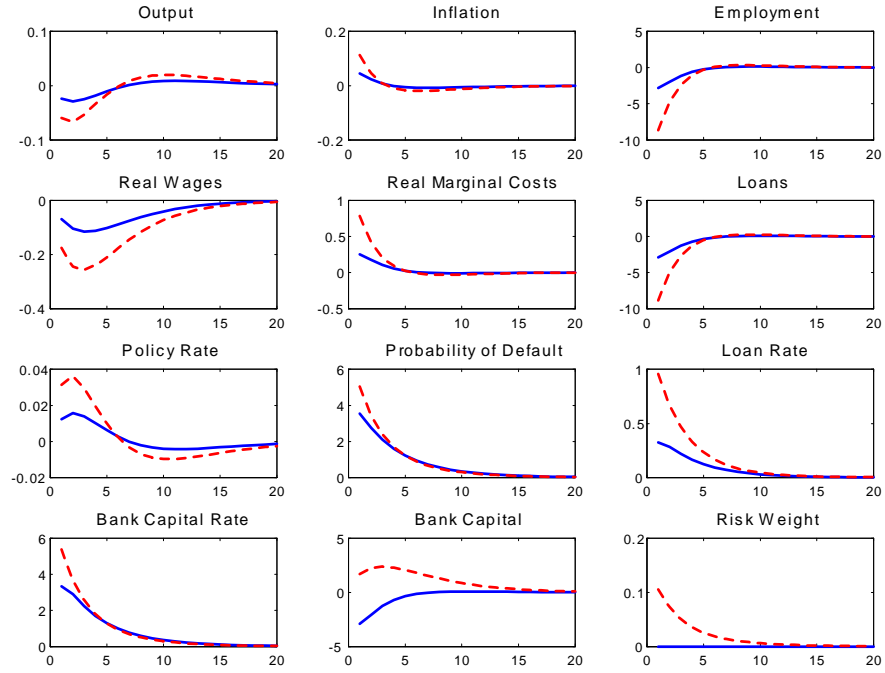 Output
Inflation
Employment
0.1
0
-0.1
0 5 10 15 20
0.2
0
-0.2
0 5 10 15 20
5
0
-5
-10
0 5 10 15 20
Real Wages
Real Marginal Costs
Loans
0
-0.2
-0.4
0 5 10 15 20
1
0.5
0
-0.5
0 5 10 15 20
5
0
-5
-10
0 5 10 15 20
Policy Rate
Probability of Default
Loan Rate
0.04
0.02
0
-0.02
0 5 10 15 20
6
4
2
0
0 5 10 15 20
1
0.5
0
0 5 10 15 20
Bank Capital Rate
Bank Capital
Risk Weight
6
4
2
0
0 5 10 15 20
5
0
-5
0 5 10 15 20
0.2
0.1
0
0 5 10 15 20